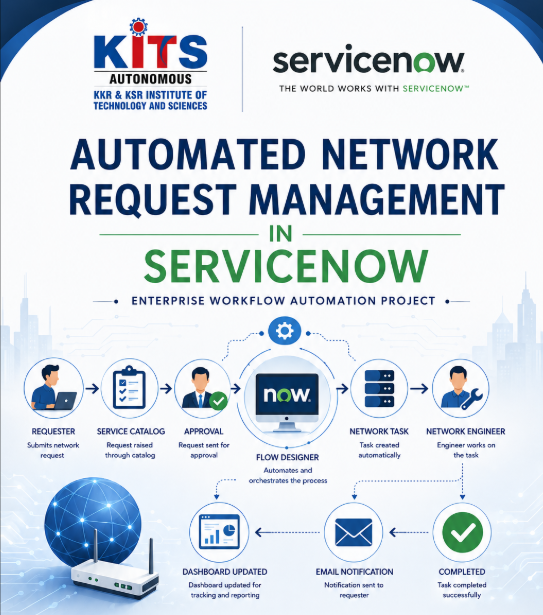 KITS
AUTONOMOUS
KKR & KSR INSTITUTE OF
TECHNOLOGY AND SCIENCES
servicenow.
THE WORLD WORKS WITH SERVICENOW™
AUTOMATED NETWORK
REQUEST MANAGEMENT
IN
SERVICENOW
ENTERPRISE WORKFLOW AUTOMATION PROJECT
REQUESTER
Submits network
request
SERVICE CATALOG
Request raised
through catalog
APPROVAL
Request sent for
approval
now.
FLOW DESIGNER
Automates and
orchestrates the process
NETWORK TASK
Task created
automatically
NETWORK ENGINEER
Engineer works on
the task
DASHBOARD UPDATED
Dashboard updated for
tracking and reporting
EMAIL NOTIFICATION
Notification sent to
requester
COMPLETED
Task completed
successfully